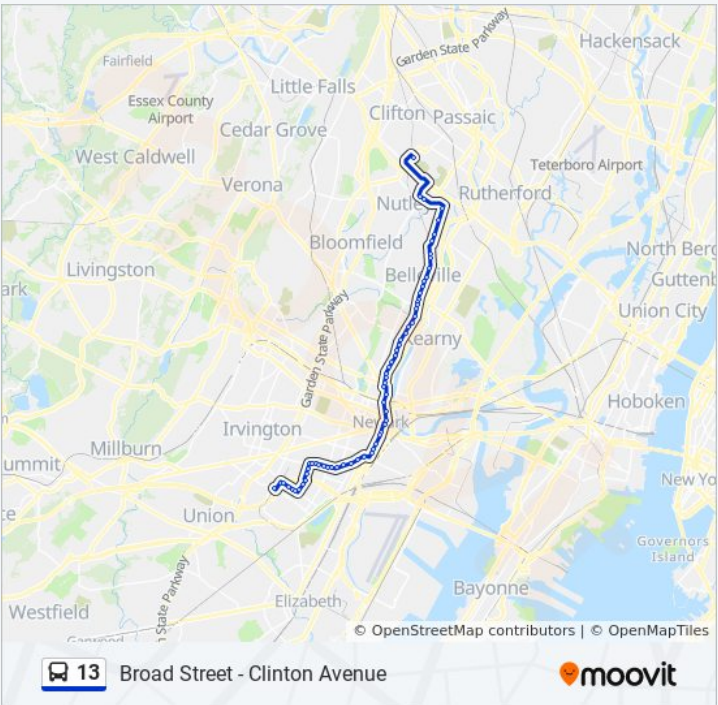 Garden State Parkway
Hackensack
Fairfield
Little Falls
Essex County
Airport
Clifton
Passaic
Cedar Grove
West Caldwell
Teterboro Airport
Verona
Rutherford
Nutley
Bloomfield
North Berg
Livingston
Belleville
Guttenb
ark
Garden State Parkway
Union City
Kearny
Hoboken
Newark
Irvington
Millburn
ummit
New Yo
ce
Union
Governors
Island
State Parkway
Bayonne
Elizabeth
Westfield
© OpenStreetMap contributors | © OpenMapTiles
13 Broad Street - Clinton Avenue
moovit